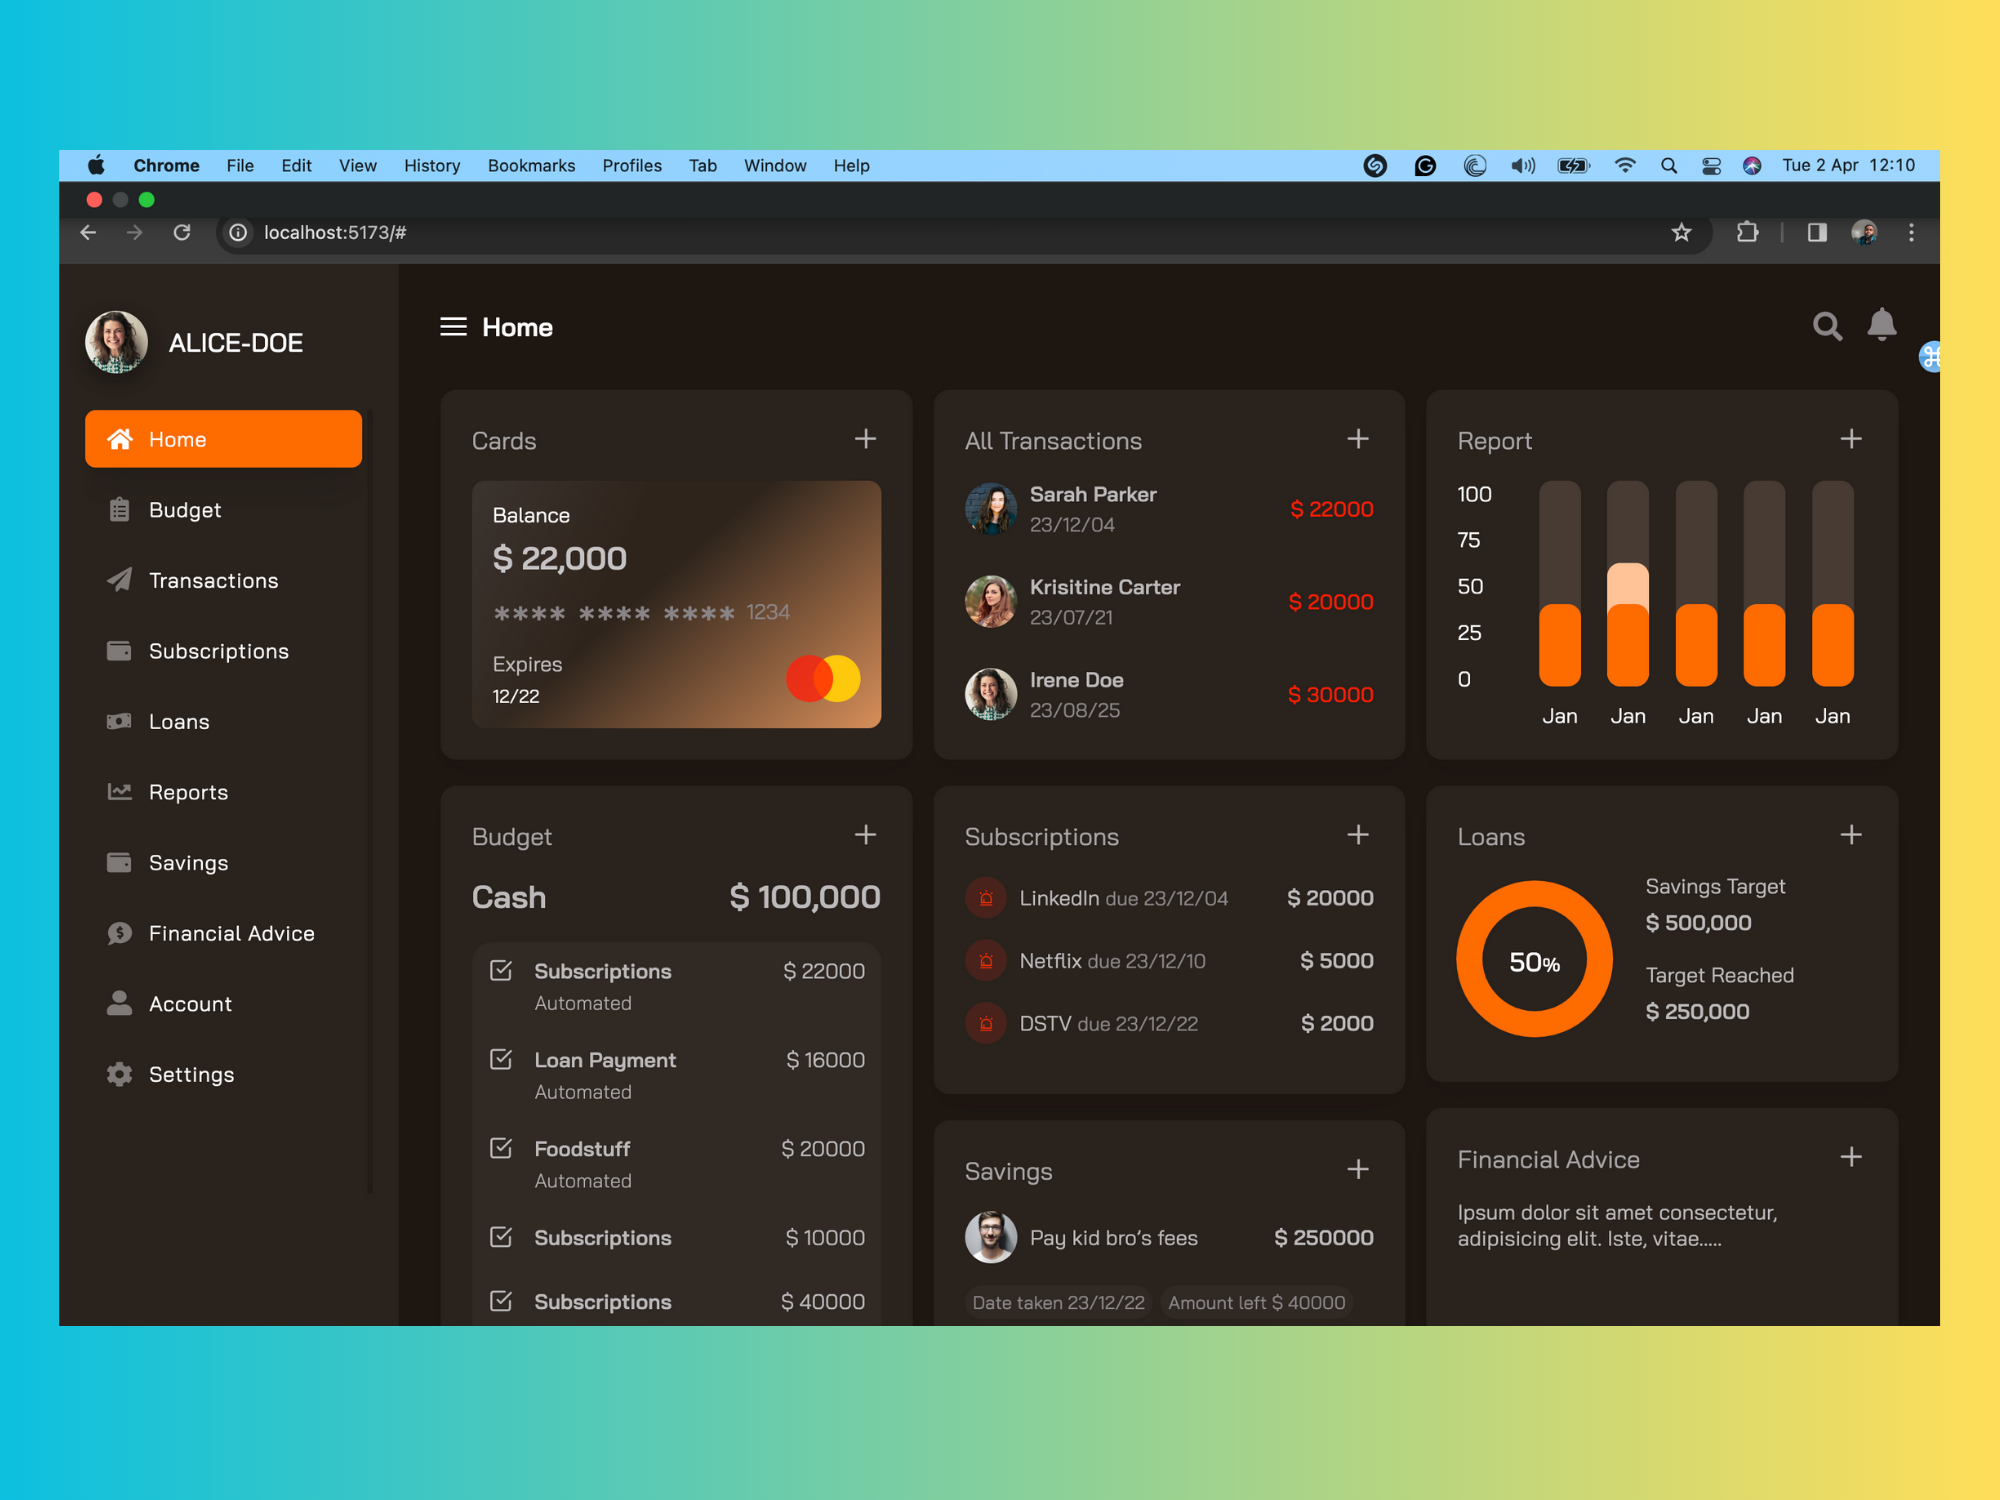 Chrome File Edit View History Bookmarks Profiles Tab Window Help Tue 2 Apr 12:10
localhost:5173/#
ALICE-DOE
Home
Budget
Transactions
Subscriptions
Loans
Reports
Savings
Financial Advice
Account
Settings
Home
Cards
Balance
$ 22,000
**** **** **** 1234
Expires
12/22
All Transactions
Sarah Parker
23/12/04
$ 22000
Krisitine Carter
23/07/21
$ 20000
Irene Doe
23/08/25
$ 30000
Report
100
75
50
25
0
Jan Jan Jan Jan Jan
Budget
Cash $ 100,000
Subscriptions $ 22000
Automated
Loan Payment $ 16000
Automated
Foodstuff $ 20000
Automated
Subscriptions $ 10000
Subscriptions $ 40000
Subscriptions
LinkedIn due 23/12/04 $ 20000
Netflix due 23/12/10 $ 5000
DSTV due 23/12/22 $ 2000
Savings
Pay kid bro’s fees $ 250000
Date taken 23/12/22 Amount left $ 40000
Loans
50%
Savings Target
$ 500,000
Target Reached
$ 250,000
Financial Advice
Ipsum dolor sit amet consectetur,
adipisicing elit. Iste, vitae.....